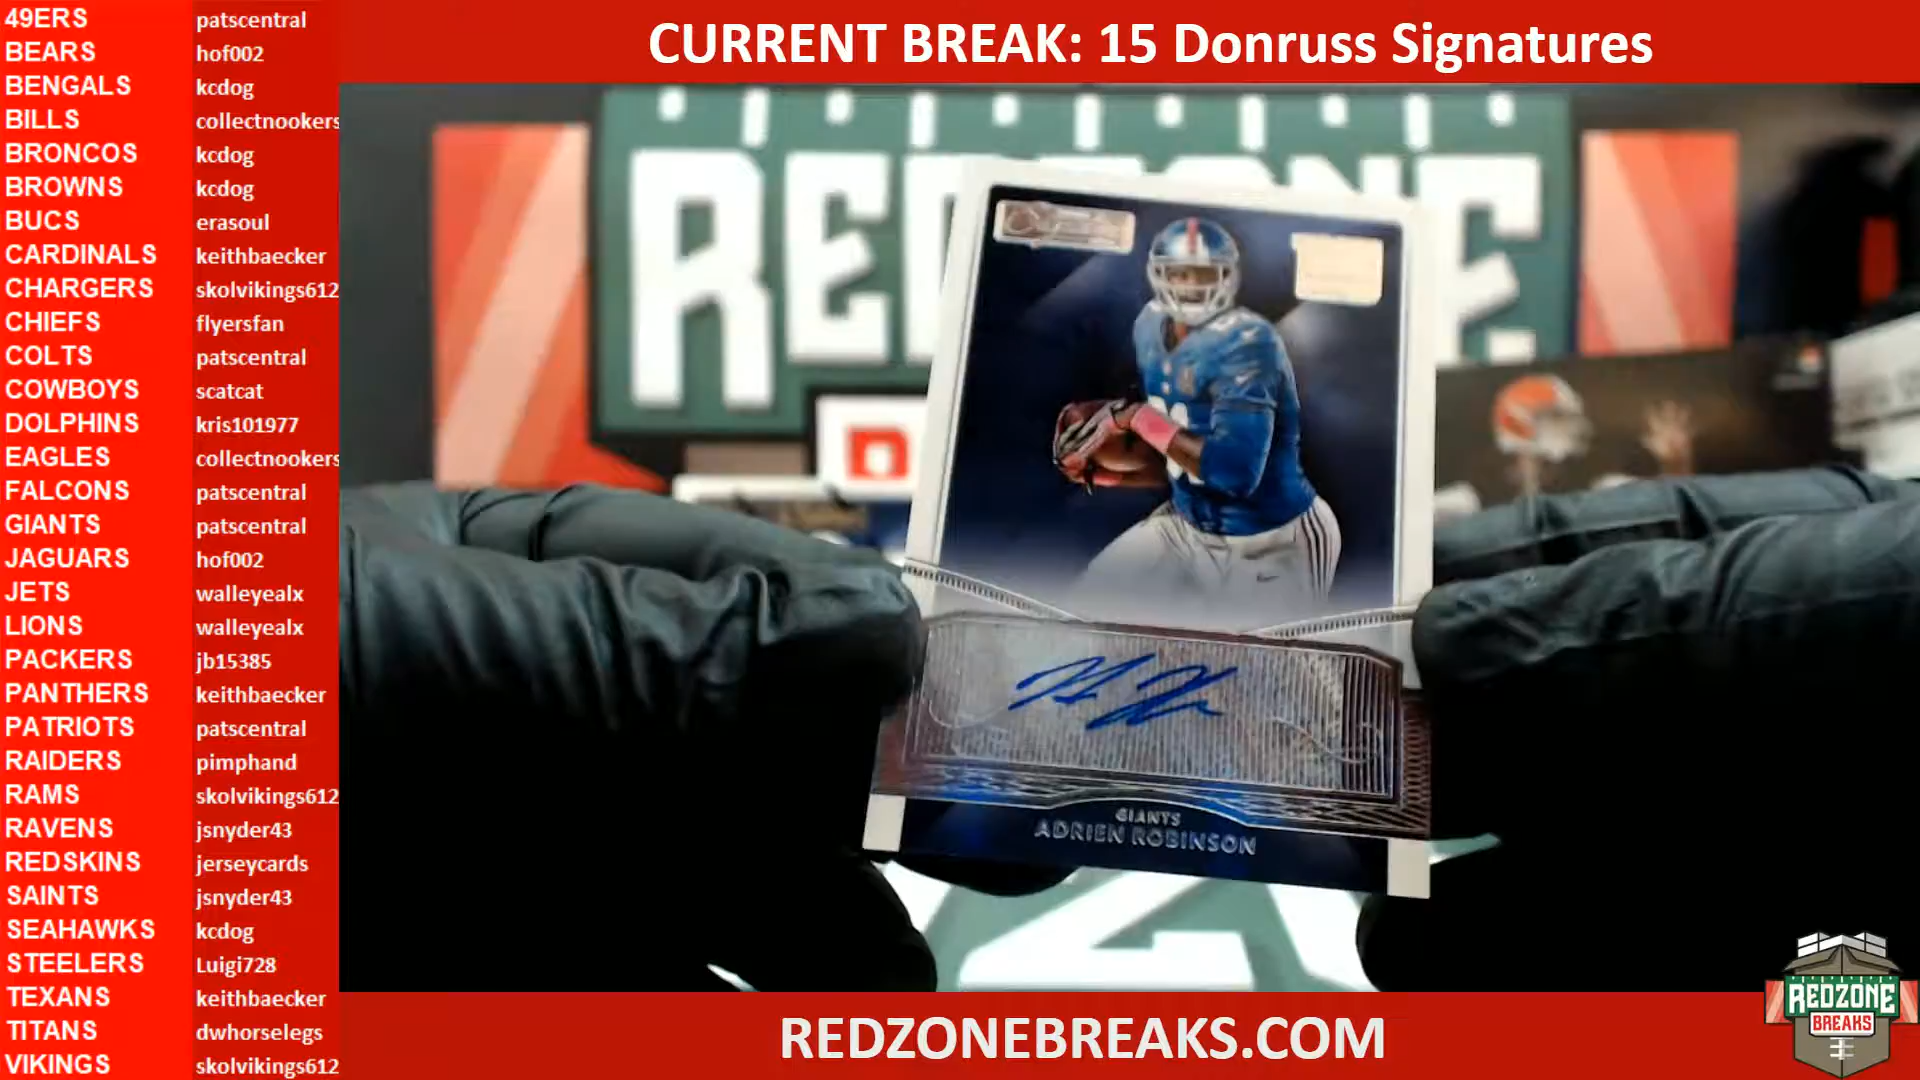 49ERS patscentral
BEARS hof002
BENGALS kcdog
BILLS collectnookers
BRONCOS kcdog
BROWNS kcdog
BUCS erasoul
CARDINALS keithbaecker
CHARGERS skolvikings612
CHIEFS flyersfan
COLTS patscentral
COWBOYS scatcat
DOLPHINS kris101977
EAGLES collectnookers
FALCONS patscentral
GIANTS patscentral
JAGUARS hof002
JETS walleyealx
LIONS walleyealx
PACKERS jb15385
PANTHERS keithbaecker
PATRIOTS patscentral
RAIDERS pimphand
RAMS skolvikings612
RAVENS jsnyder43
REDSKINS jerseycards
SAINTS jsnyder43
SEAHAWKS kcdog
STEELERS Luigi728
TEXANS keithbaecker
TITANS dwhorselegs
VIKINGS skolvikings612
CURRENT BREAK: 15 Donruss Signatures
GIANTS
ADRIEN ROBINSON
REDZONEBREAKS.COM
REDZONE
BREAKS